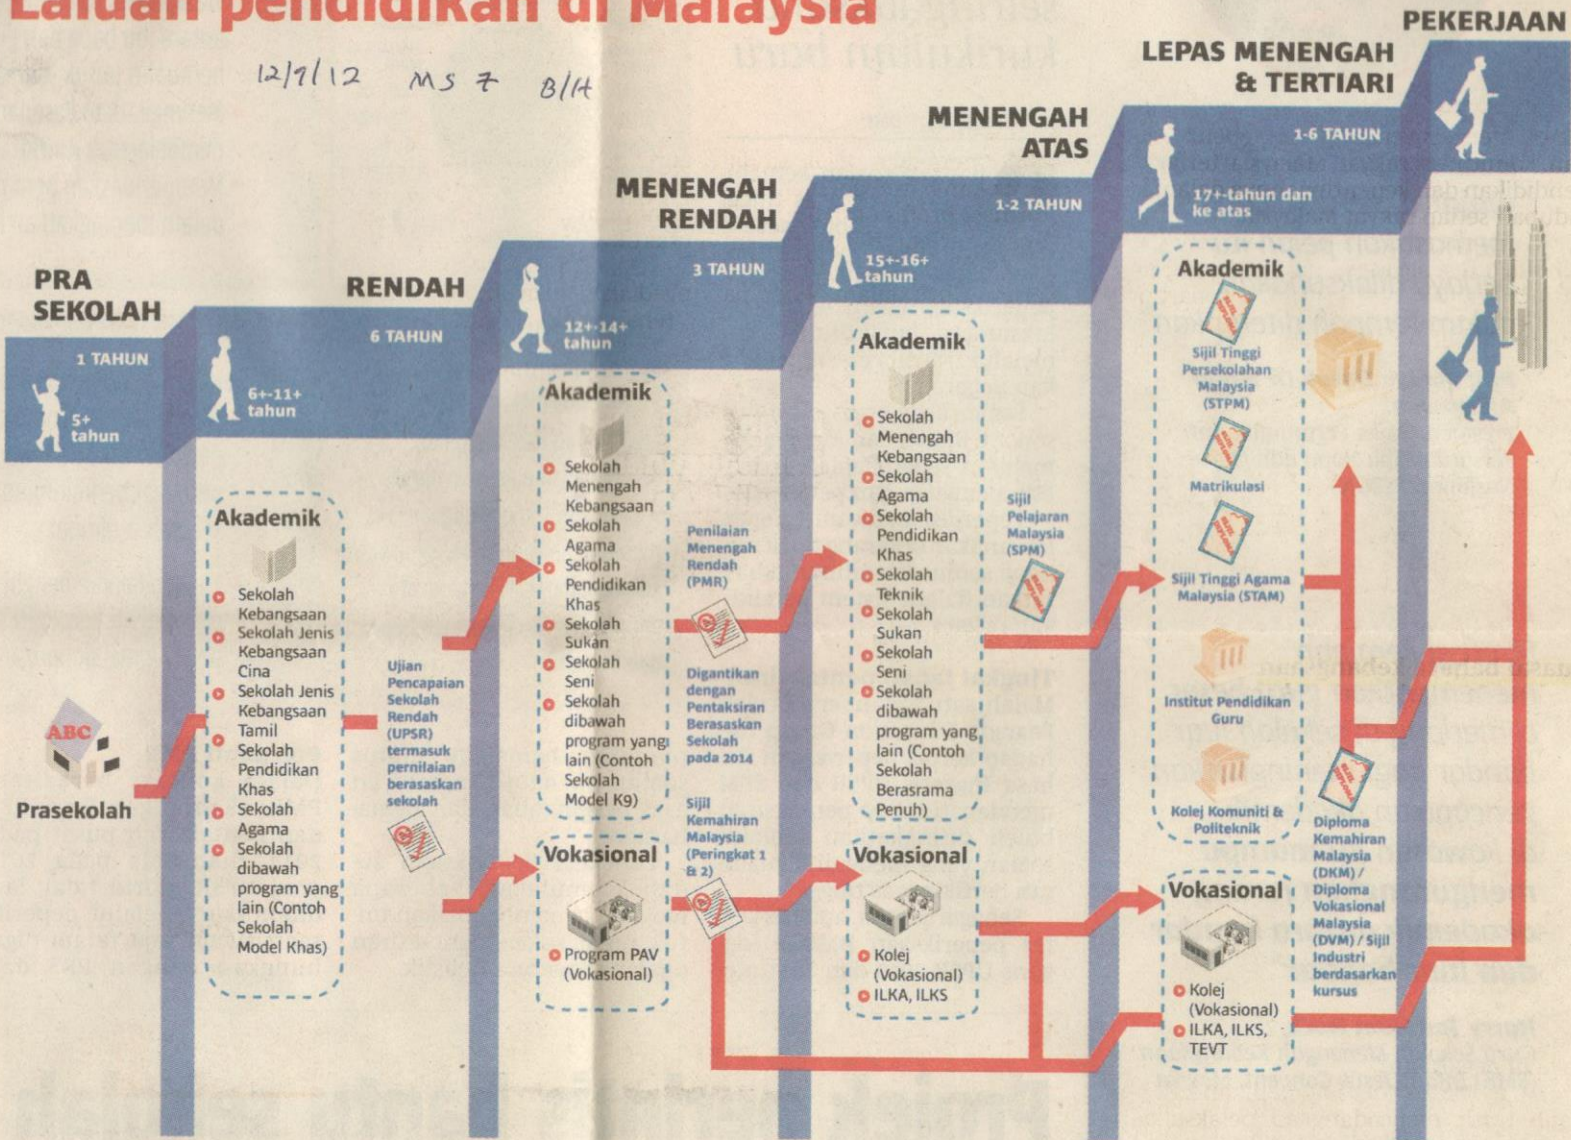 Laluan pendidikan di Malaysia
12/9/12 MS 7 B/H
PRA
SEKOLAH
1 TAHUN
5+
tahun
ABC
Prasekolah
RENDAH
6 TAHUN
6+-11+
tahun
Akademik
Sekolah
Kebangsaan
Sekolah Jenis
Kebangsaan
Cina
Sekolah Jenis
Kebangsaan
Tamil
Sekolah
Pendidikan
Khas
Sekolah
Agama
Sekolah
dibawah
program yang
lain (Contoh
Sekolah
Model Khas)
Ujian
Pencapaian
Sekolah
Rendah
(UPSR)
termasuk
pernilaian
berasaskan
sekolah
MENENGAH
RENDAH
3 TAHUN
12+-14+
tahun
Akademik
Sekolah
Menengah
Kebangsaan
Sekolah
Agama
Sekolah
Pendidikan
Khas
Sekolah
Sukan
Sekolah
Seni
Sekolah
dibawah
program yang
lain (Contoh
Sekolah
Model K9)
Vokasional
Program PAV
(Vokasional)
Penilaian
Menengah
Rendah
(PMR)
Digantikan
dengan
Pentaksiran
Berasaskan
Sekolah
pada 2014
Sijil
Kemahiran
Malaysia
(Peringkat 1
& 2)
MENENGAH
ATAS
1-2 TAHUN
15+-16+
tahun
Akademik
Sekolah
Menengah
Kebangsaan
Sekolah
Agama
Sekolah
Pendidikan
Khas
Sekolah
Teknik
Sekolah
Sukan
Sekolah
Seni
Sekolah
dibawah
program yang
lain (Contoh
Sekolah
Berasrama
Penuh)
Vokasional
Kolej
(Vokasional)
ILKA, ILKS
Sijil
Pelajaran
Malaysia
(SPM)
LEPAS MENENGAH
& TERTIARI
1-6 TAHUN
17+-tahun dan
ke atas
Akademik
Sijil Tinggi
Persekolahan
Malaysia
(STPM)
Matrikulasi
Sijil Tinggi Agama
Malaysia (STAM)
Institut Pendidikan
Guru
Kolej Komuniti &
Politeknik
Vokasional
Kolej
(Vokasional)
ILKA, ILKS,
TEVT
Diploma
Kemahiran
Malaysia
(DKM) /
Diploma
Vokasional
Malaysia
(DVM) / Sijil
Industri
berdasarkan
kursus
PEKERJAAN